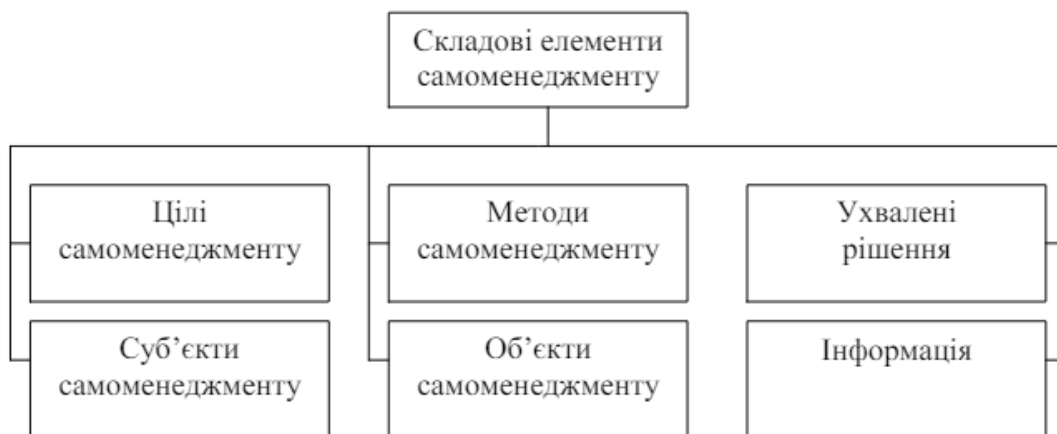 Складові елементи
самоменеджменту
Цілі
самоменеджменту
Методи
самоменеджменту
Ухвалені
рішення
Суб’єкти
самоменеджменту
Об’єкти
самоменеджменту
Інформація